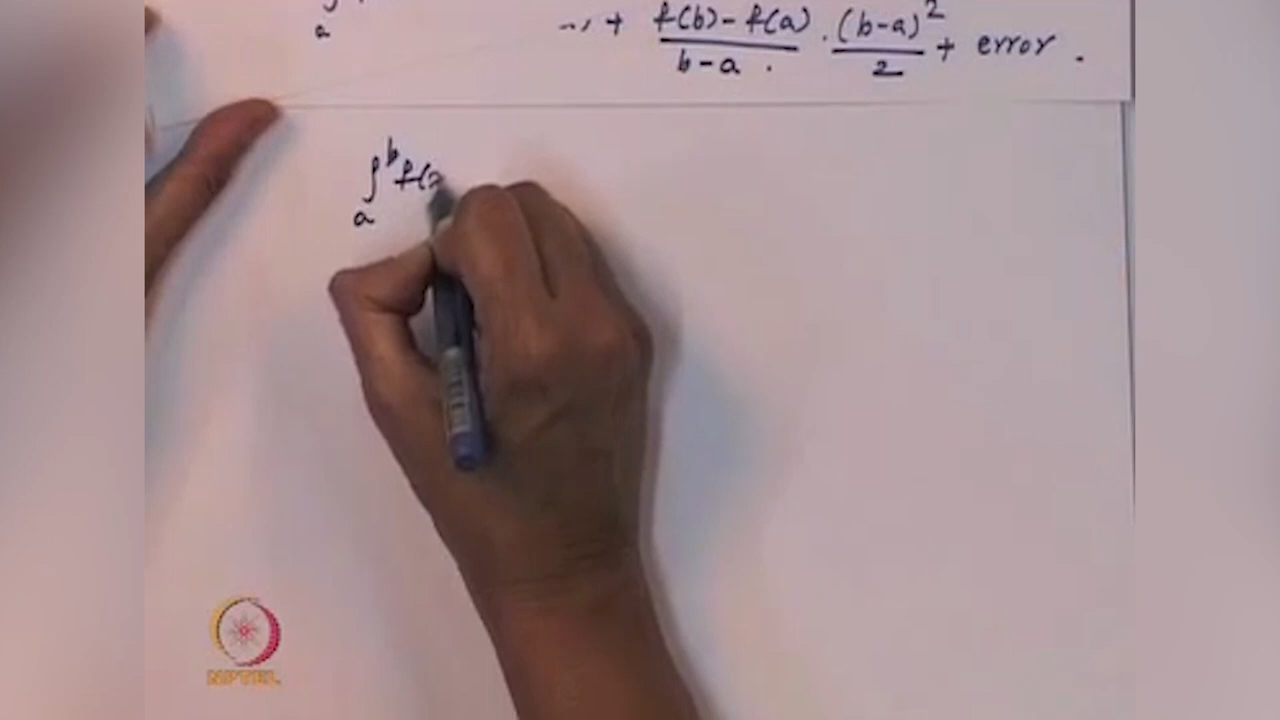 + f(b) - f(a) / b - a . (b-a)^2 / 2 + error .
a
∫_a^b f(x
NPTEL